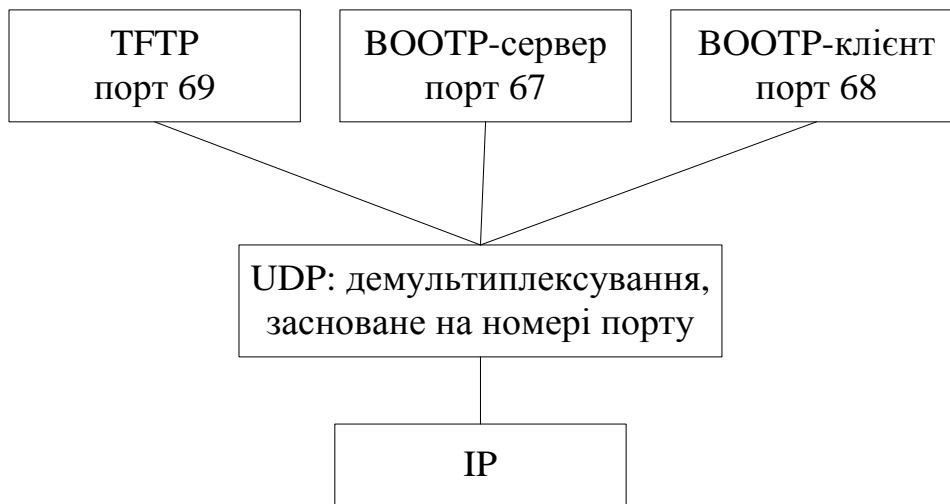 TFTP
порт 69
BOOTP-сервер
порт 67
BOOTP-клієнт
порт 68
UDP: демультиплексування,
засноване на номері порту
IP